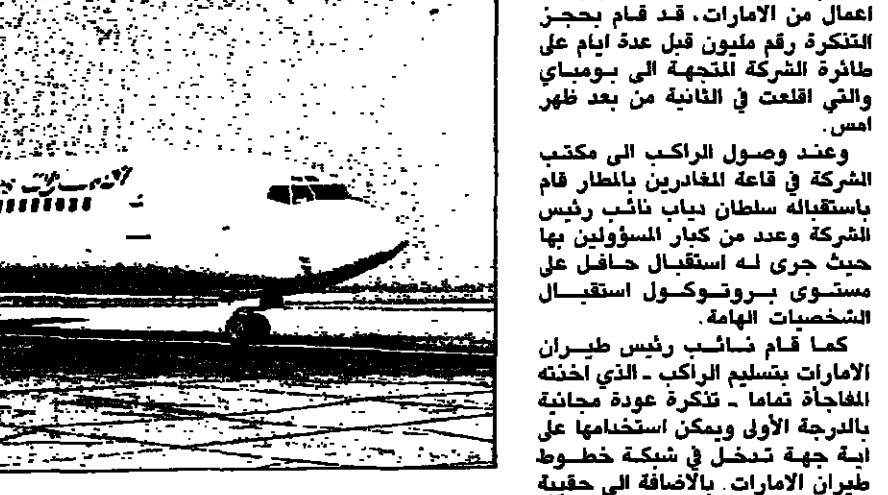 اعمال من الامارات، قد قام بحجز
التذكرة رقم مليون قبل عدة ايام على
طائرة الشركة المتجهة الى بومباي
والتي اقلعت في الثانية من بعد ظهر
امس.
وعند وصول الراكب الى مكتب
الشركة في قاعة المغادرين بالمطار قام
باستقباله سلطان دياب نائب رئيس
الشركة وعدد من كبار المسؤولين بها
حيث جرى له استقبال حافل على
مستوى بروتوكول استقبال
الشخصيات الهامة.
كما قام نائب رئيس طيران
الامارات بتسليم الراكب ـ الذي اخذته
المفاجأة تماما ـ تذكرة عودة مجانية
بالدرجة الأولى ويمكن استخدامها على
اية جهة تدخل في شبكة خطوط
طيران الامارات. بالاضافة الى حقيبة